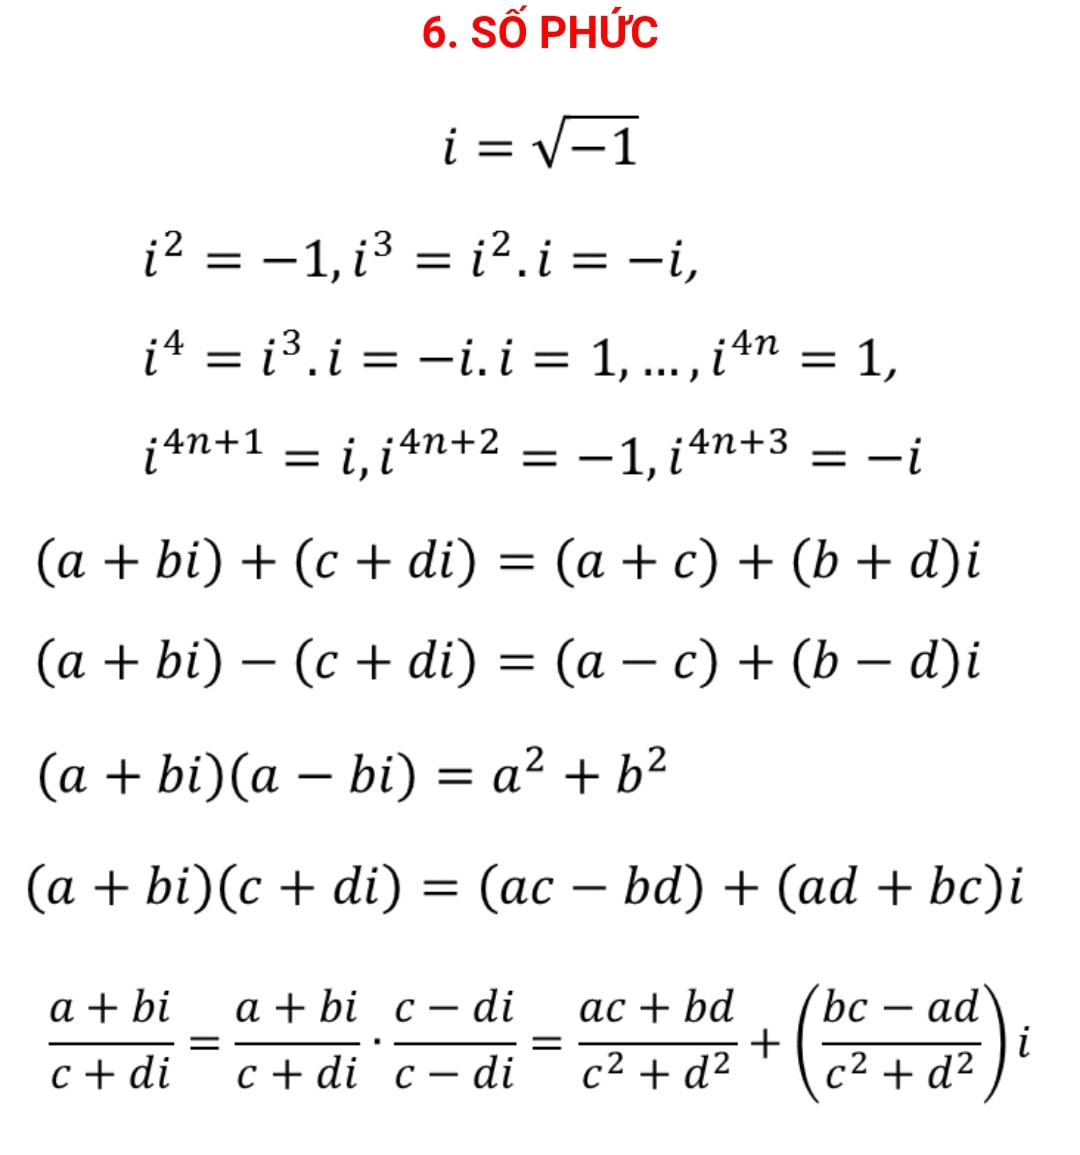 6. SỐ PHỨC
i = √−1
i² = −1, i³ = i².i = −i,
i⁴ = i³.i = −i.i = 1, …, i⁴ⁿ = 1,
i⁴ⁿ⁺¹ = i, i⁴ⁿ⁺² = −1, i⁴ⁿ⁺³ = −i
(a + bi) + (c + di) = (a + c) + (b + d)i
(a + bi) − (c + di) = (a − c) + (b − d)i
(a + bi)(a − bi) = a² + b²
(a + bi)(c + di) = (ac − bd) + (ad + bc)i
(a + bi)/(c + di) = (a + bi)/(c + di) · (c − di)/(c − di) = (ac + bd)/(c² + d²) + ((bc − ad)/(c² + d²)) i